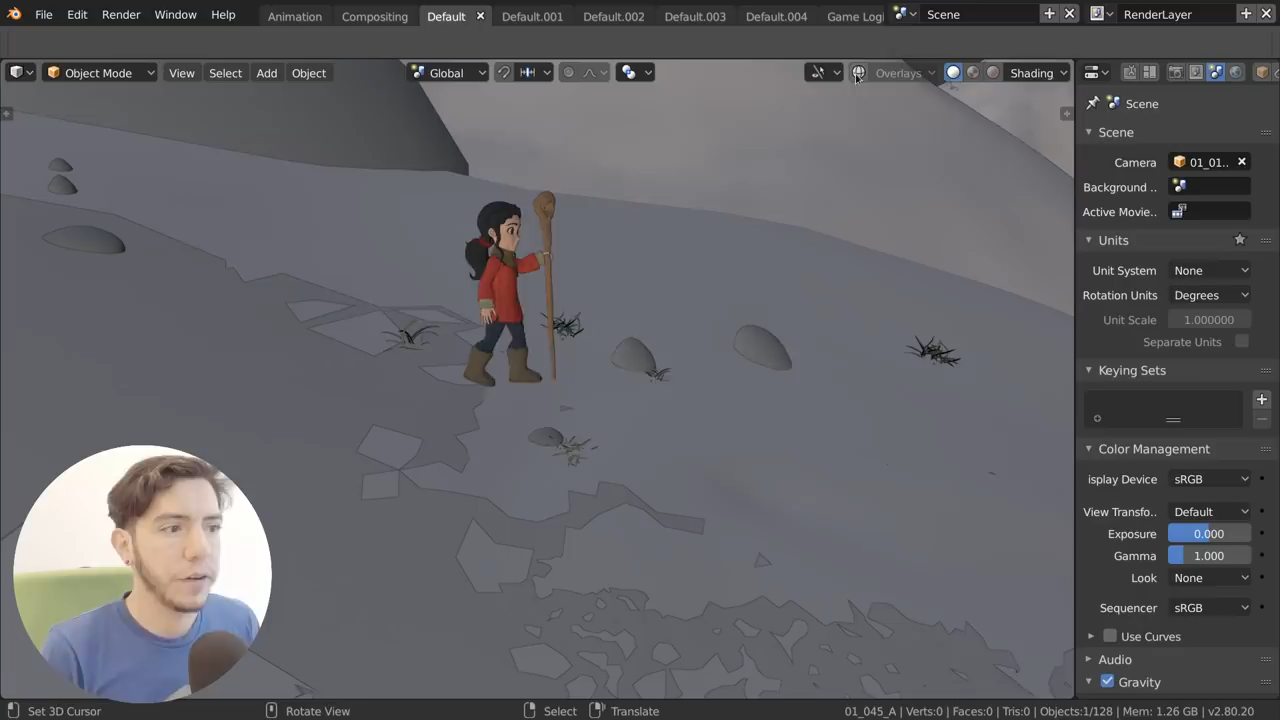 File Edit Render Window Help Animation Compositing Default Default.001 Default.002 Default.003 Default.004 Game Logi Scene RenderLayer
Object Mode View Select Add Object Global Overlays Shading
Scene
Scene
Camera 01_01..
Background ..
Active Movie..
Units
Unit System None
Rotation Units Degrees
Unit Scale 1.000000
Separate Units
Keying Sets
Color Management
isplay Device sRGB
View Transfo.. Default
Exposure 0.000
Gamma 1.000
Look None
Sequencer sRGB
Use Curves
Audio
Gravity
Set 3D Cursor Rotate View Select Translate 01_045_A | Verts:0 | Faces:0 | Tris:0 | Objects:1/128 | Mem: 1.26 GB | v2.80.20